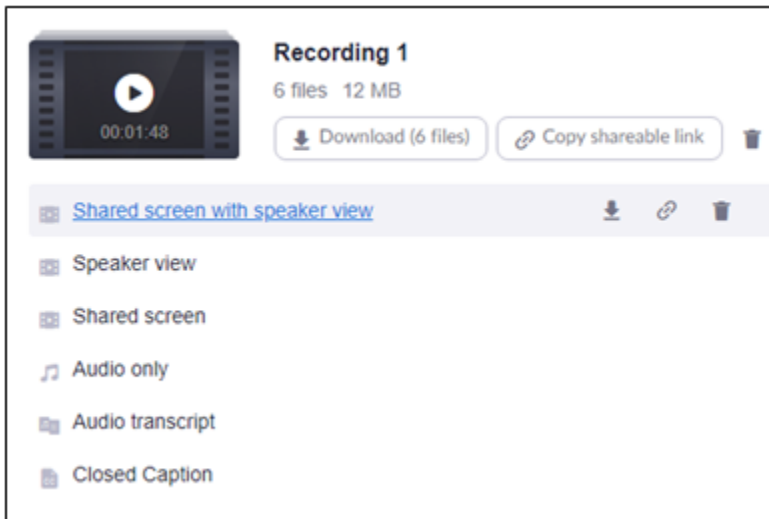 Recording 1
6 files 12 MB
00:01:48
Download (6 files) Copy shareable link
Shared screen with speaker view
Speaker view
Shared screen
Audio only
Audio transcript
Closed Caption